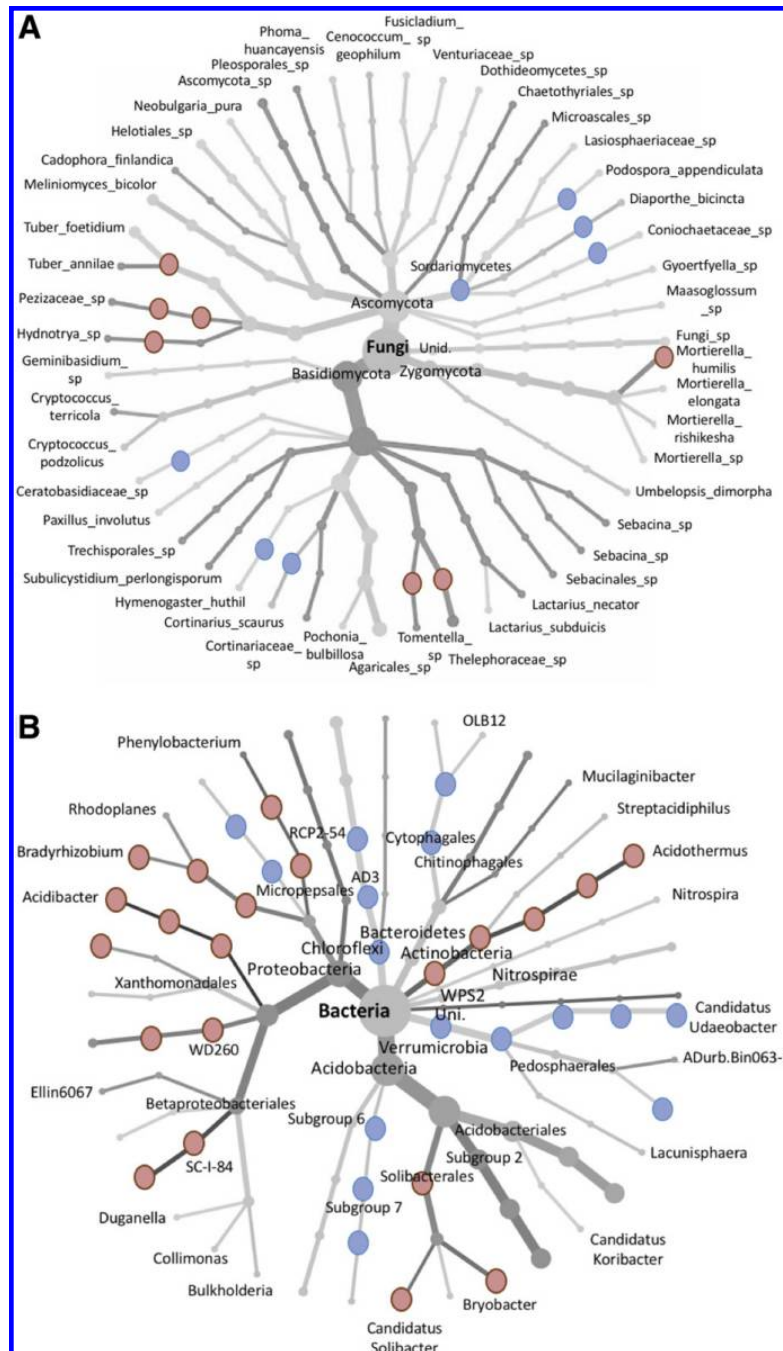 A
Fusicladium_
sp
Phoma_
huancayensis
Cenococcum_
geophilum
Pleosporales_sp
Venturiaceae_sp
Ascomycota_sp
Dothideomycetes_sp
Neobulgaria_pura
Chaetothyriales_sp
Helotiales_sp
Microascales_sp
Cadophora_finlandica
Lasiosphaeriaceae_sp
Meliniomyces_bicolor
Podospora_appendiculata
Tuber_foetidium
Diaporthe_bicincta
Tuber_annilae
Coniochaetaceae_sp
Sordariomycetes
Gyoertfyella_sp
Pezizaceae_sp
Ascomycota
Maasoglossum
_sp
Hydnotrya_sp
Fungi Unid.
Fungi_sp
Geminibasidium_
sp
Basidiomycota
Zygomycota
Mortierella_
humilis
Cryptococcus_
terricola
Mortierella_
elongata
Cryptococcus_
podzolicus
Mortierella_
rishikesha
Ceratobasidiaceae_sp
Mortierella_sp
Paxillus_involutus
Umbelopsis_dimorpha
Trechisporales_sp
Sebacina_sp
Subulicystidium_perlongisporum
Sebacina_sp
Hymenogaster_huthil
Sebacinales_sp
Cortinarius_scaurus
Lactarius_necator
Cortinariaceae_
sp
Pochonia_
bulbillosa
Agaricales_sp
Tomentella_
sp
Thelephoraceae_sp
Lactarius_subduicis
B
OLB12
Phenylobacterium
Mucilaginibacter
Rhodoplanes
RCP2-54
Cytophagales
Streptacidiphilus
Bradyrhizobium
Micropepsales
AD3
Chitinophagales
Acidothermus
Acidibacter
Bacteroidetes
Nitrospira
Chloroflexi
Actinobacteria
Proteobacteria
Nitrospirae
Xanthomonadales
Bacteria
WPS2
Uni.
Candidatus
Udaeobacter
WD260
Verrumicrobia
Pedosphaerales
ADurb.Bin063-
Acidobacteria
Ellin6067
Betaproteobacteriales
Subgroup 6
Acidobacteriales
Lacunisphaera
SC-I-84
Subgroup 2
Solibacterales
Duganella
Subgroup 7
Candidatus
Koribacter
Collimonas
Bulkholderia
Bryobacter
Candidatus
Solibacter